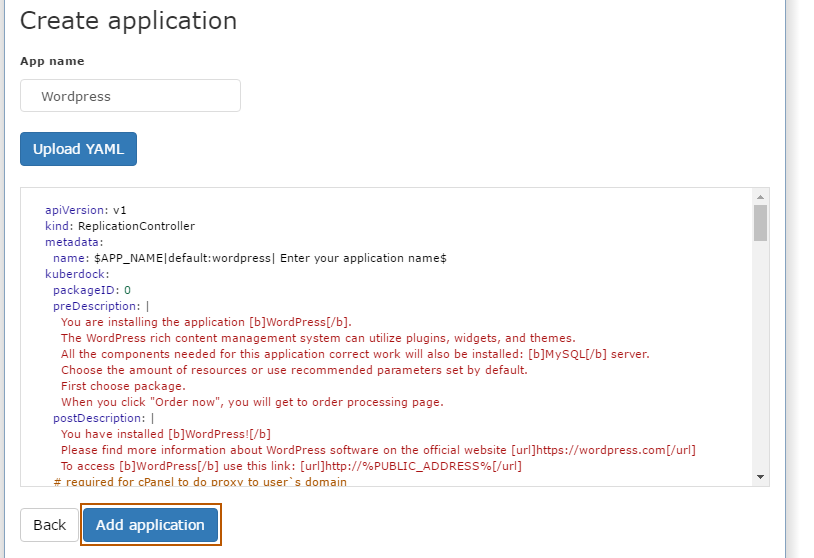 Create application
App name
Wordpress
Upload YAML
apiVersion: v1
kind: ReplicationController
metadata:
name: $APP_NAME|default:wordpress| Enter your application name$
kuberdock:
packageID: 0
preDescription: |
You are installing the application [b]WordPress[/b].
The WordPress rich content management system can utilize plugins, widgets, and themes.
All the components needed for this application correct work will also be installed: [b]MySQL[/b] server.
Choose the amount of resources or use recommended parameters set by default.
First choose package.
When you click "Order now", you will get to order processing page.
postDescription: |
You have installed [b]WordPress![/b]
Please find more information about WordPress software on the official website [url]https://wordpress.com[/url]
To access [b]WordPress[/b] use this link: [url]http://%PUBLIC_ADDRESS%[/url]
# required for cPanel to do proxy to user`s domain
Back
Add application